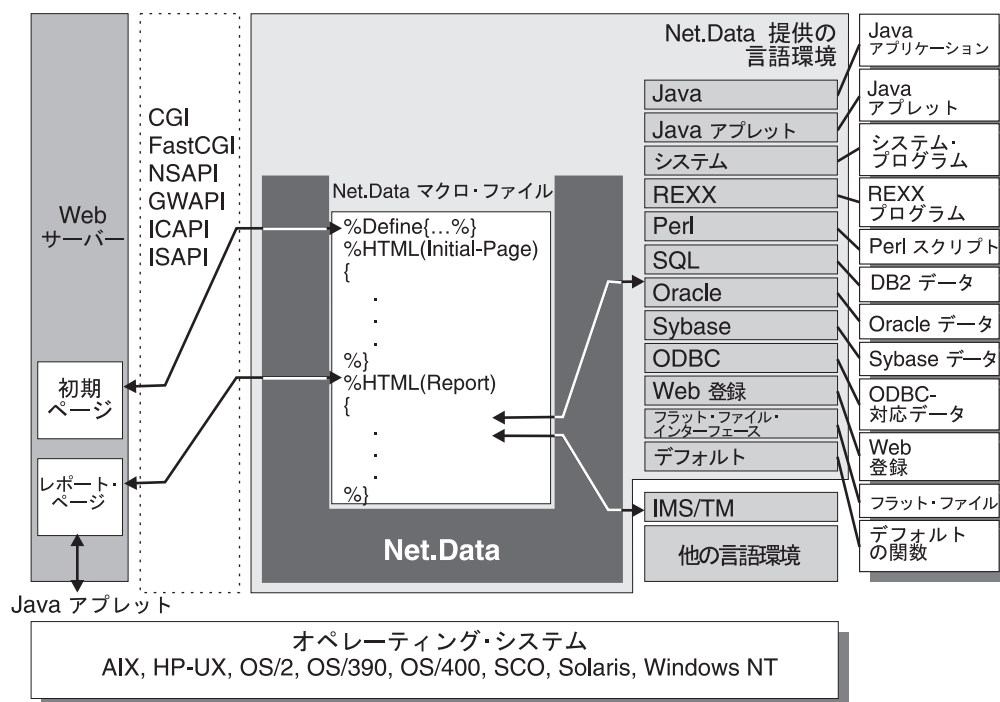 Net.Data 提供の
言語環境
Web
サーバー
初期
ページ
レポート・
ページ
Java アプレット
CGI
FastCGI
NSAPI
GWAPI
ICAPI
ISAPI
Net.Data マクロ・ファイル
%Define{...%}
%HTML(Initial-Page)
{
.
.
.
%}
%HTML(Report)
{
.
.
.
%}
Net.Data
Java
Java アプレット
システム
REXX
Perl
SQL
Oracle
Sybase
ODBC
Web 登録
フラット・ファイル・
インターフェース
デフォルト
IMS/TM
他の言語環境
Java
アプリケーション
Java
アプレット
システム・
プログラム
REXX
プログラム
Perl スクリプト
DB2 データ
Oracle データ
Sybase データ
ODBC-
対応データ
Web
登録
フラット・ファイル
デフォルト
の関数
オペレーティング・システム
AIX, HP-UX, OS/2, OS/390, OS/400, SCO, Solaris, Windows NT